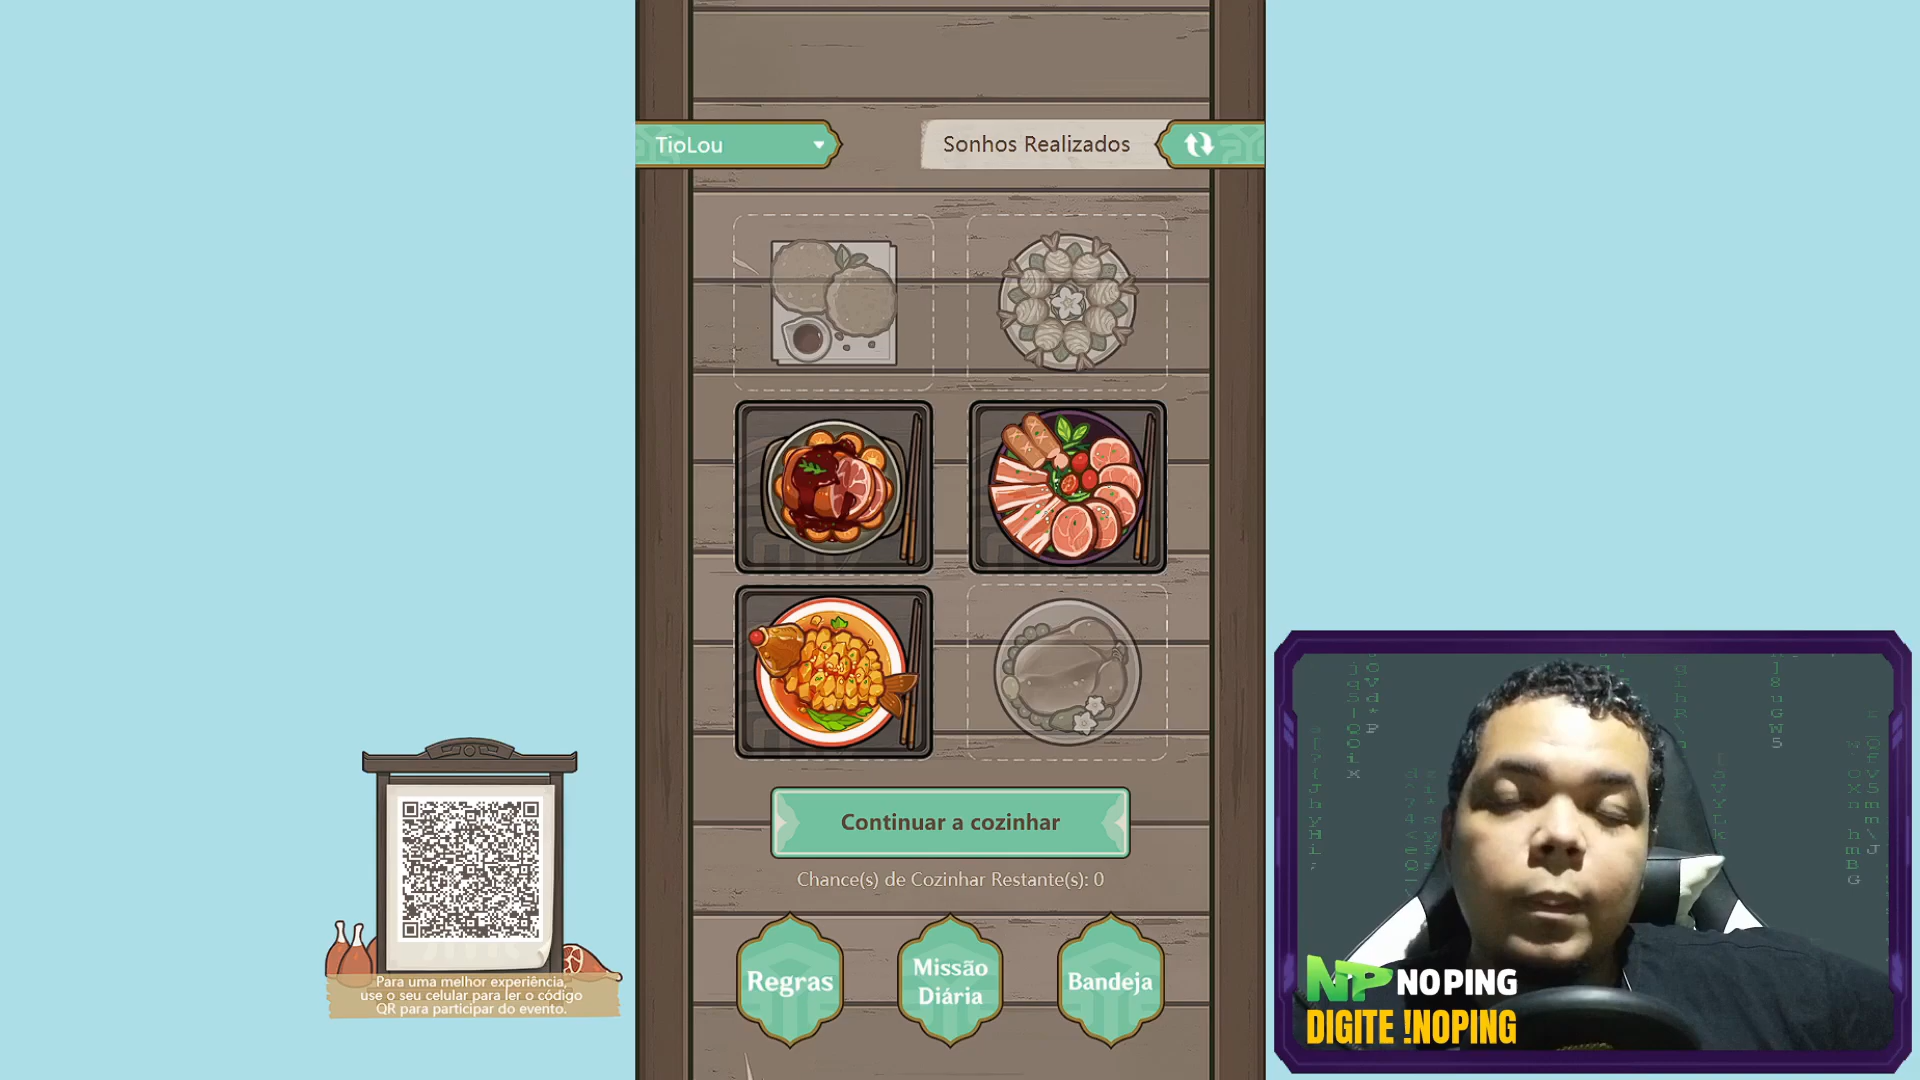 TioLou
Sonhos Realizados
Continuar a cozinhar
Chance(s) de Cozinhar Restante(s): 0
Regras
Missão
Diária
Bandeja
Para uma melhor experiência,
use o seu celular para ler o código
QR para participar do evento.
NP NOPING
DIGITE !NOPING